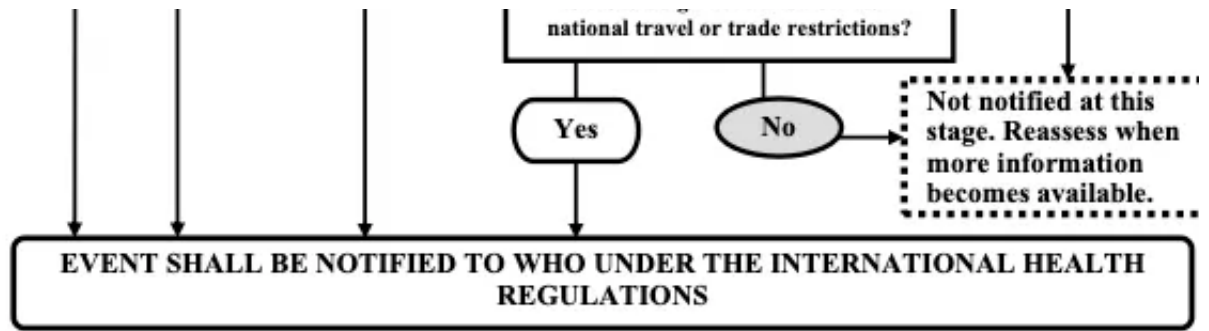 national travel or trade restrictions?
Yes
No
Not notified at this
stage. Reassess when
more information
becomes available.
EVENT SHALL BE NOTIFIED TO WHO UNDER THE INTERNATIONAL HEALTH
REGULATIONS